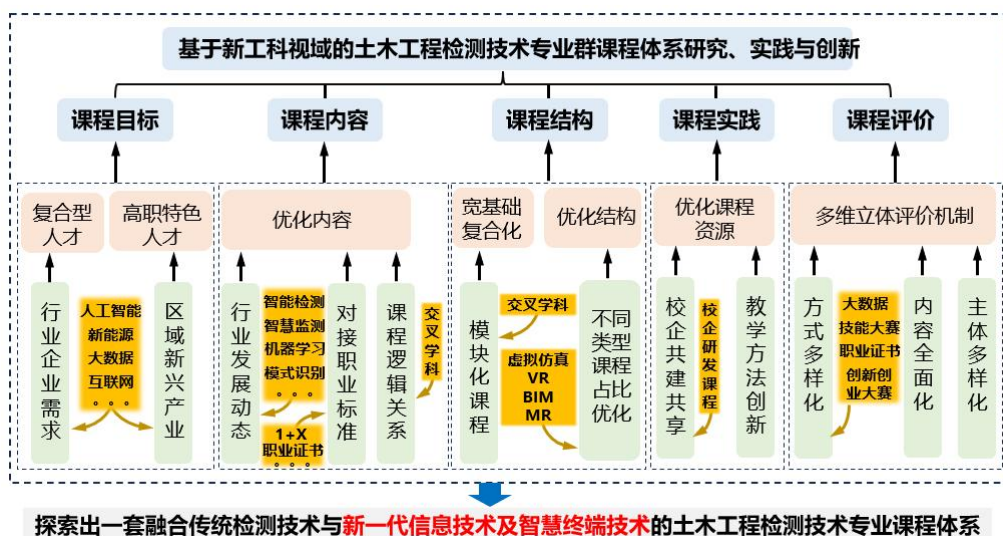 基于新工科视域的土木工程检测技术专业群课程体系研究、实践与创新
课程目标
课程内容
课程结构
课程实践
课程评价
复合型
人才
高职特色
人才
优化内容
宽基础
复合化
优化结构
优化课程
资源
多维立体评价机制
行业企业需求
人工智能
新能源
大数据
互联网
。。。
区域新兴产业
行业发展动态
智能检测
智慧监测
机器学习
模式识别
。。。
1+X
职业证书
。。。
对接职业标准
课程逻辑关系
交叉学科
模块化课程
交叉学科
虚拟仿真
VR
BIM
MR
不同类型课程占比优化
校企共建共享
校企研发课程
教学方法创新
方式多样化
大数据
技能大赛
职业证书
创新创
业大赛
内容全面化
主体多样化
探索出一套融合传统检测技术与新一代信息技术及智慧终端技术的土木工程检测技术专业课程体系